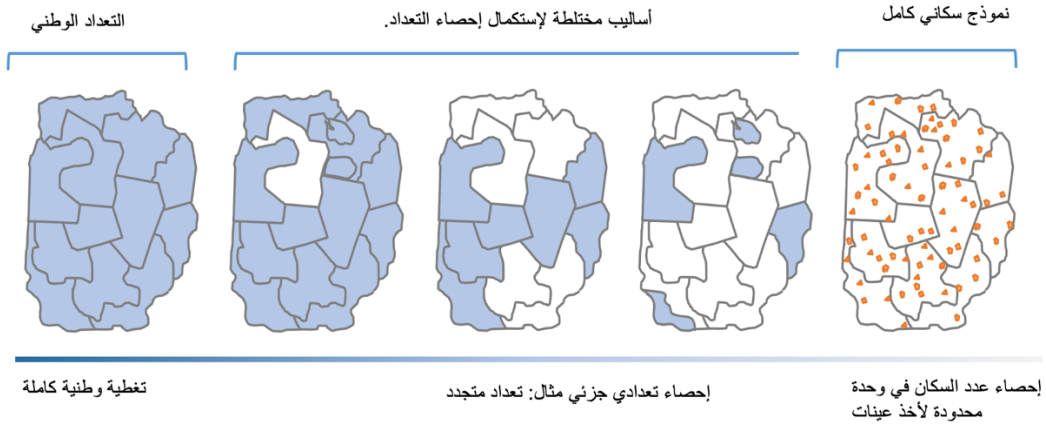 نموذج سكاني كامل
أساليب مختلطة لإستكمال إحصاء التعداد.
التعداد الوطني
إحصاء عدد السكان في وحدة
محدودة لأخذ عينات
إحصاء تعدادي جزئي مثال: تعداد متجدد
تغطية وطنية كاملة